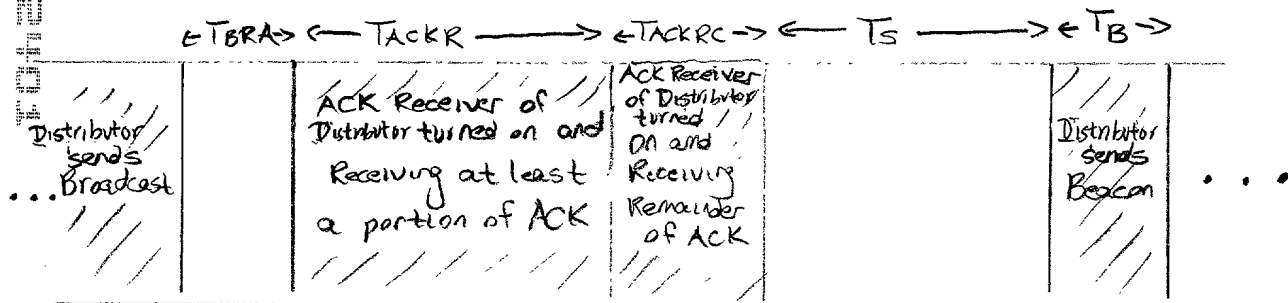 ← TBRA → ← TACKR → ← TACKRC → ← TS → ← TB →
Distributor
sends
... Broadcast
ACK Receiver of
Distributor turned on and
Receiving at least
a portion of ACK
ACK Receiver
of Distributor
turned
on and
Receiving
Remainder
of ACK
Distributor
sends
Beacon
...